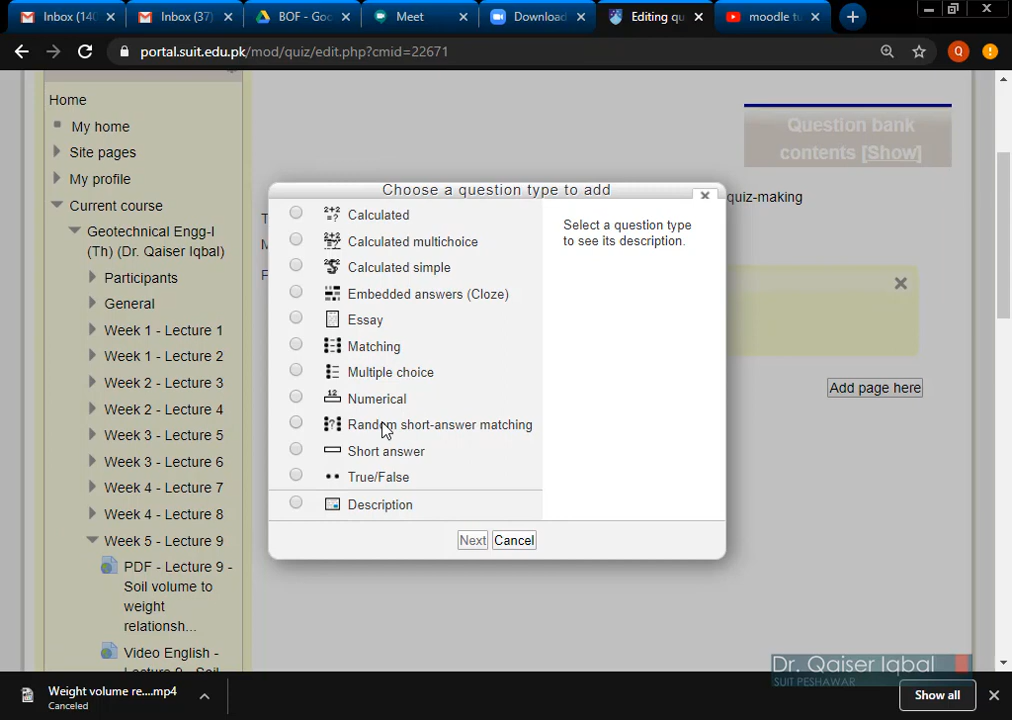 Inbox (140
Inbox (37)
BOF - Goo
Meet
Download
Editing qu
moodle tu
portal.suit.edu.pk/mod/quiz/edit.php?cmid=22671
Q
Home
My home
Site pages
My profile
Current course
Geotechnical Engg-I
(Th) (Dr. Qaiser Iqbal)
Participants
General
Week 1 - Lecture 1
Week 1 - Lecture 2
Week 2 - Lecture 3
Week 2 - Lecture 4
Week 3 - Lecture 5
Week 3 - Lecture 6
Week 4 - Lecture 7
Week 4 - Lecture 8
Week 5 - Lecture 9
PDF - Lecture 9 -
Soil volume to
weight
relationsh...
Video English -
Lecture 9 - Soil
Question bank
contents [Show]
quiz-making
Add page here
Choose a question type to add
Calculated
Calculated multichoice
Calculated simple
Embedded answers (Cloze)
Essay
Matching
Multiple choice
Numerical
Random short-answer matching
Short answer
True/False
Description
Select a question type
to see its description.
Next
Cancel
Dr. Qaiser Iqbal
SUIT PESHAWAR
Weight volume re....mp4
Canceled
Show all